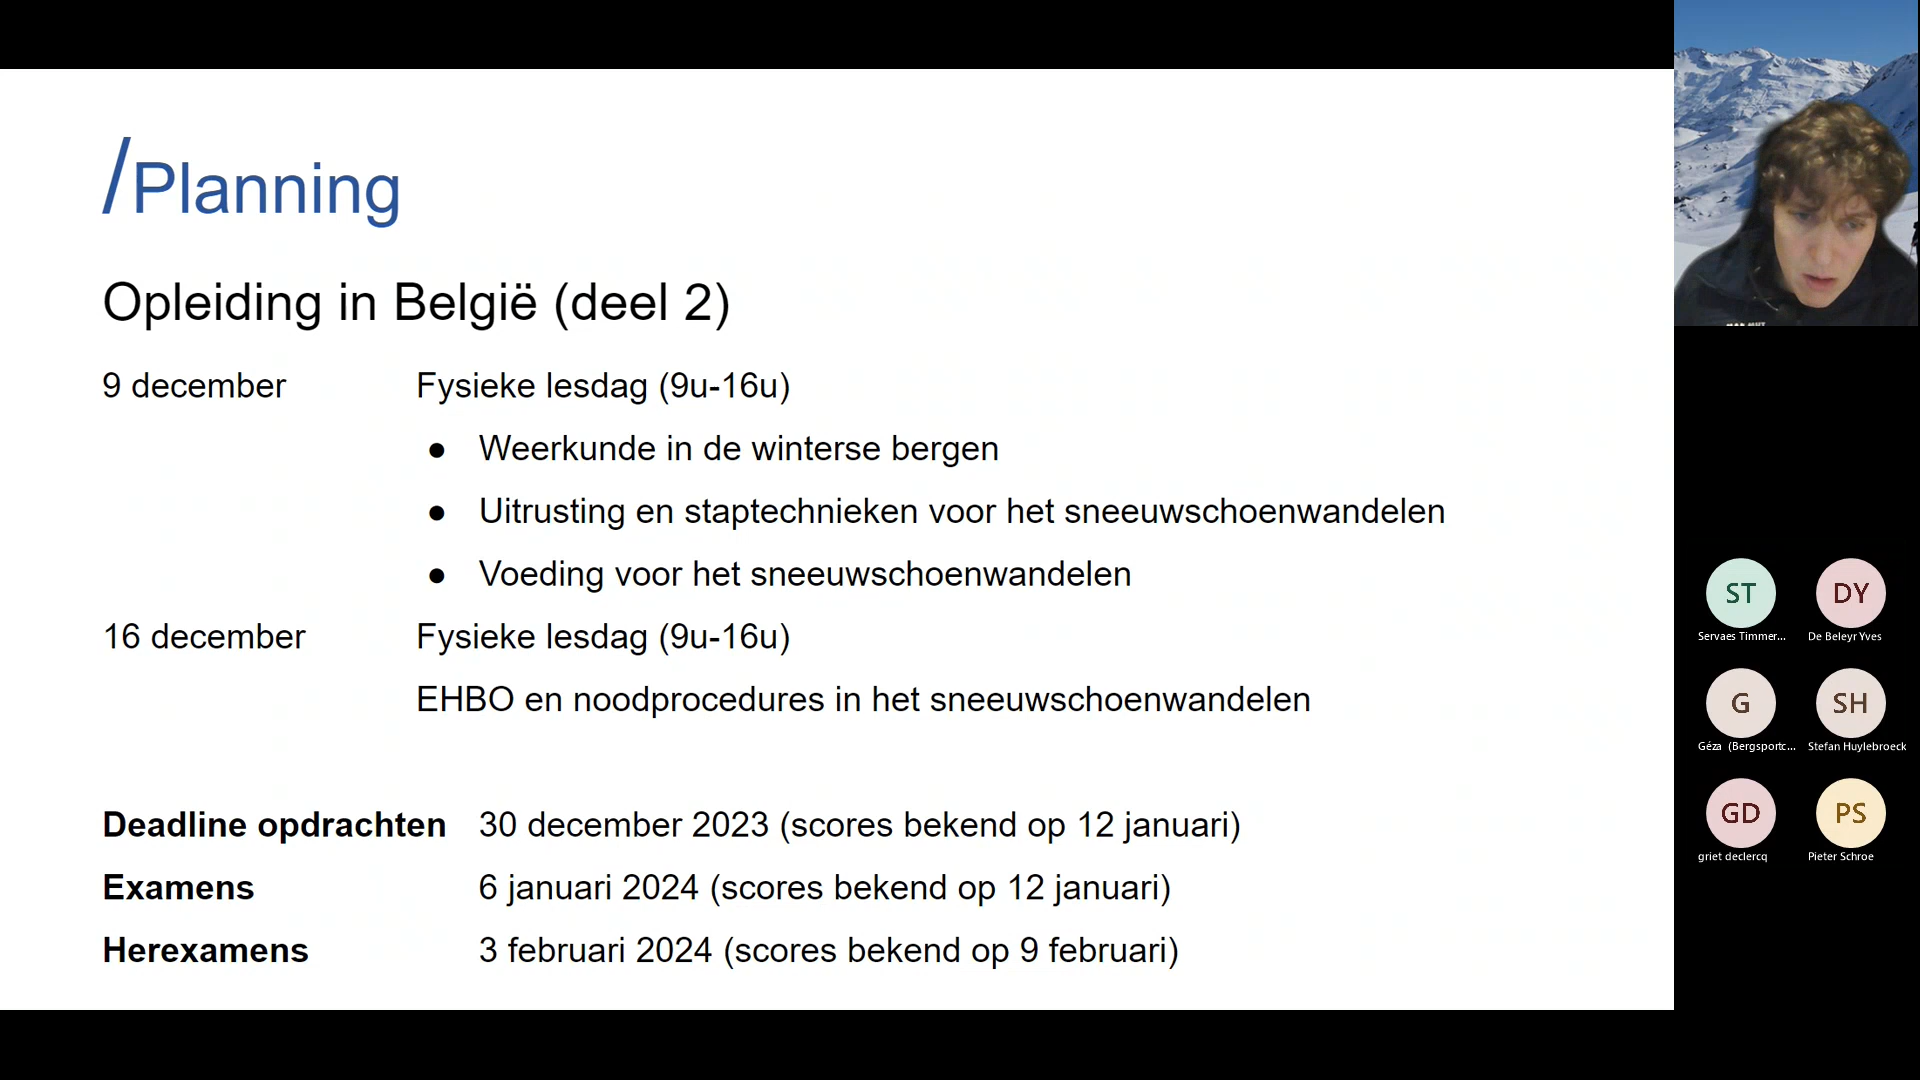 /Planning
Opleiding in België (deel 2)
9 december Fysieke lesdag (9u-16u)
● Weerkunde in de winterse bergen
● Uitrusting en staptechnieken voor het sneeuwschoenwandelen
● Voeding voor het sneeuwschoenwandelen
16 december Fysieke lesdag (9u-16u)
EHBO en noodprocedures in het sneeuwschoenwandelen
Deadline opdrachten 30 december 2023 (scores bekend op 12 januari)
Examens 6 januari 2024 (scores bekend op 12 januari)
Herexamens 3 februari 2024 (scores bekend op 9 februari)
ST DY
Servaes Timmer... De Beleyr Yves
G SH
Géza (Bergsportc... Stefan Huylebroeck
GD PS
griet declercq Pieter Schroe